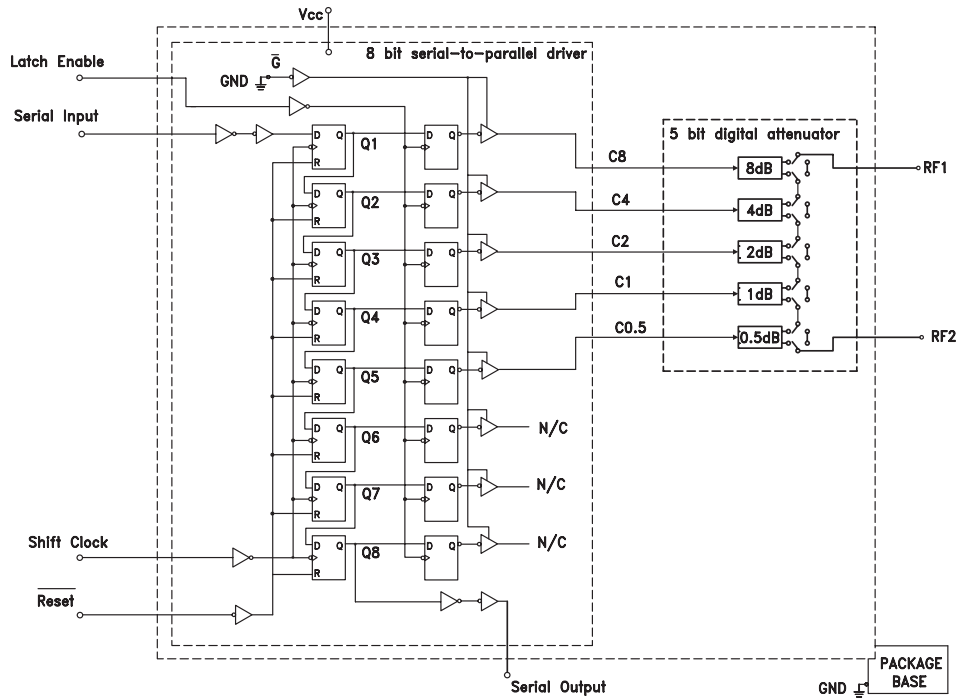 Vcc
8 bit serial-to-parallel driver
Latch Enable
G
GND
Serial Input
D Q
R
Q1
D Q
5 bit digital attenuator
C8
8dB
RF1
D Q
R
Q2
D Q
C4
4dB
D Q
R
Q3
D Q
C2
2dB
D Q
R
Q4
D Q
C1
1dB
D Q
R
Q5
D Q
C0.5
0.5dB
RF2
D Q
R
Q6
D Q
N/C
D Q
R
Q7
D Q
N/C
Shift Clock
D Q
R
Q8
D Q
N/C
Reset
Serial Output
GND
PACKAGE
BASE